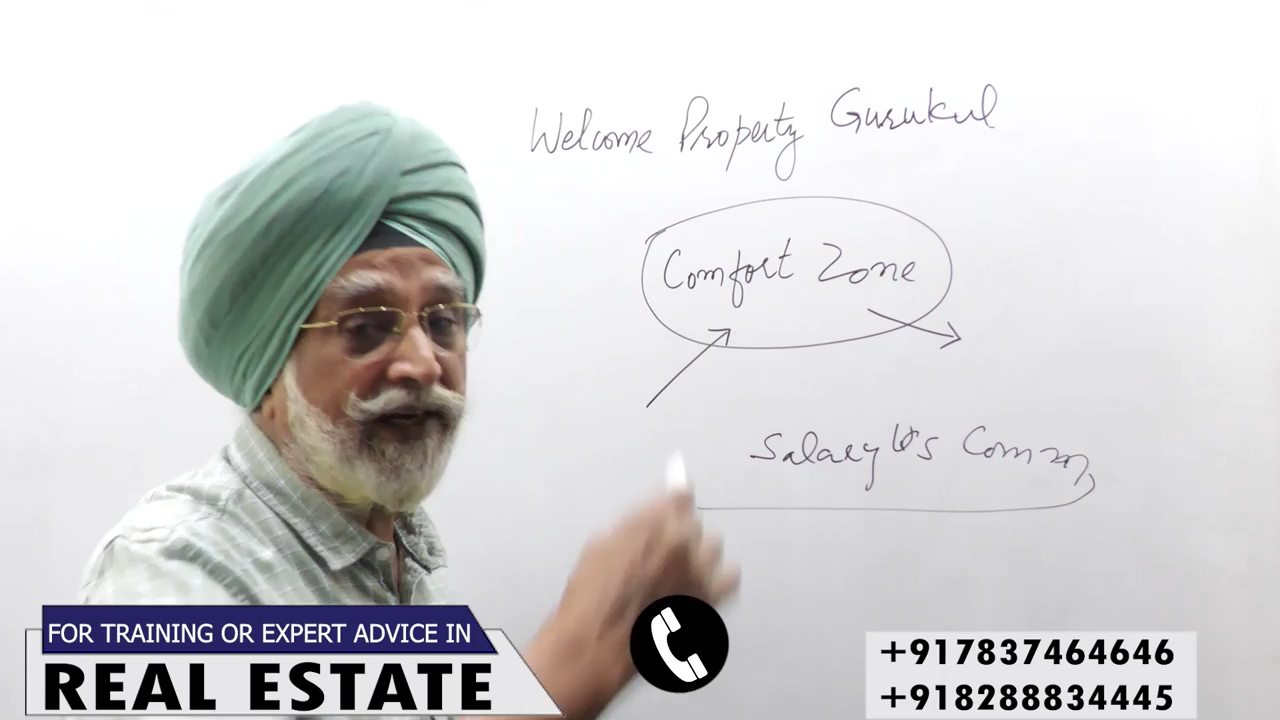 Welcome Property Gurukul
Comfort Zone
Salary Vs Comm
FOR TRAINING OR EXPERT ADVICE IN
REAL ESTATE
+917837464646
+918288834445